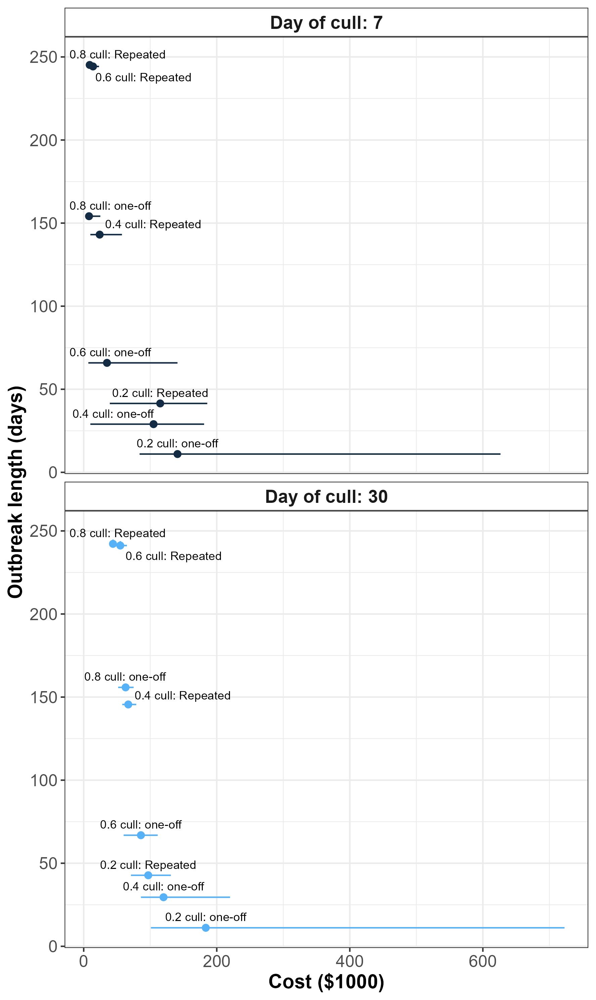 Day of cull: 7
250
0.8 cull: Repeated
0.6 cull: Repeated
200
0.8 cull: one-off
150
0.4 cull: Repeated
100
0.6 cull: one-off
50
0.2 cull: Repeated
0.4 cull: one-off
0.2 cull: one-off
0
Outbreak length (days)
Day of cull: 30
250
0.8 cull: Repeated
0.6 cull: Repeated
200
0.8 cull: one-off
150
0.4 cull: Repeated
100
0.6 cull: one-off
50
0.2 cull: Repeated
0.4 cull: one-off
0.2 cull: one-off
0
0 200 400 600
Cost ($1000)